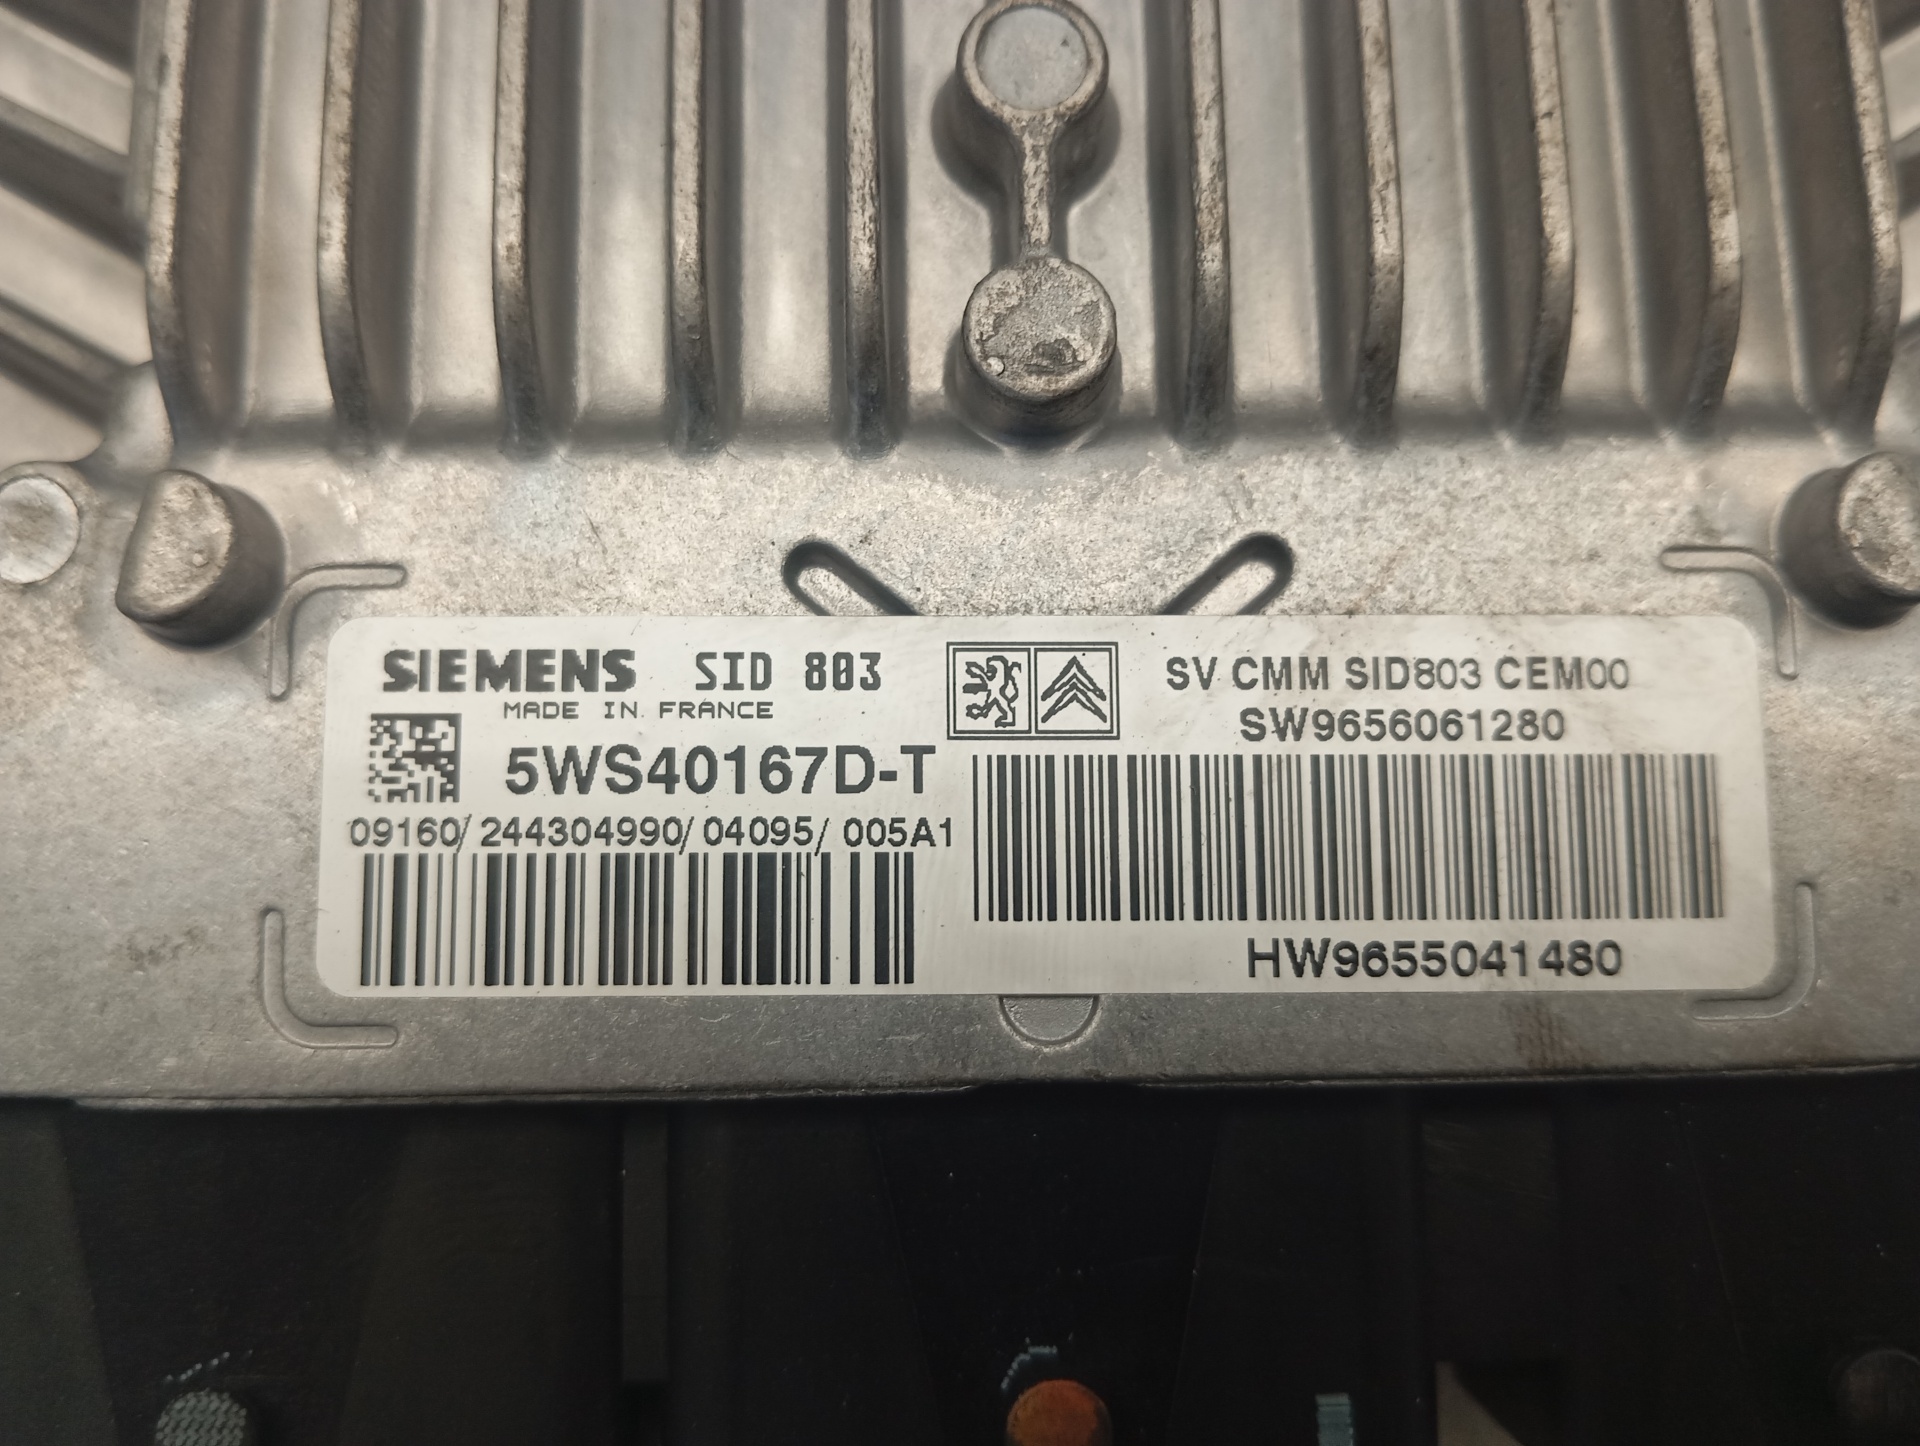 SIEMENS SID 803
MADE IN FRANCE
5WS40167D-T
09160/244304990/04095/005A1
SV CMM SID803 CEM00
SW9656061280
HW9655041480